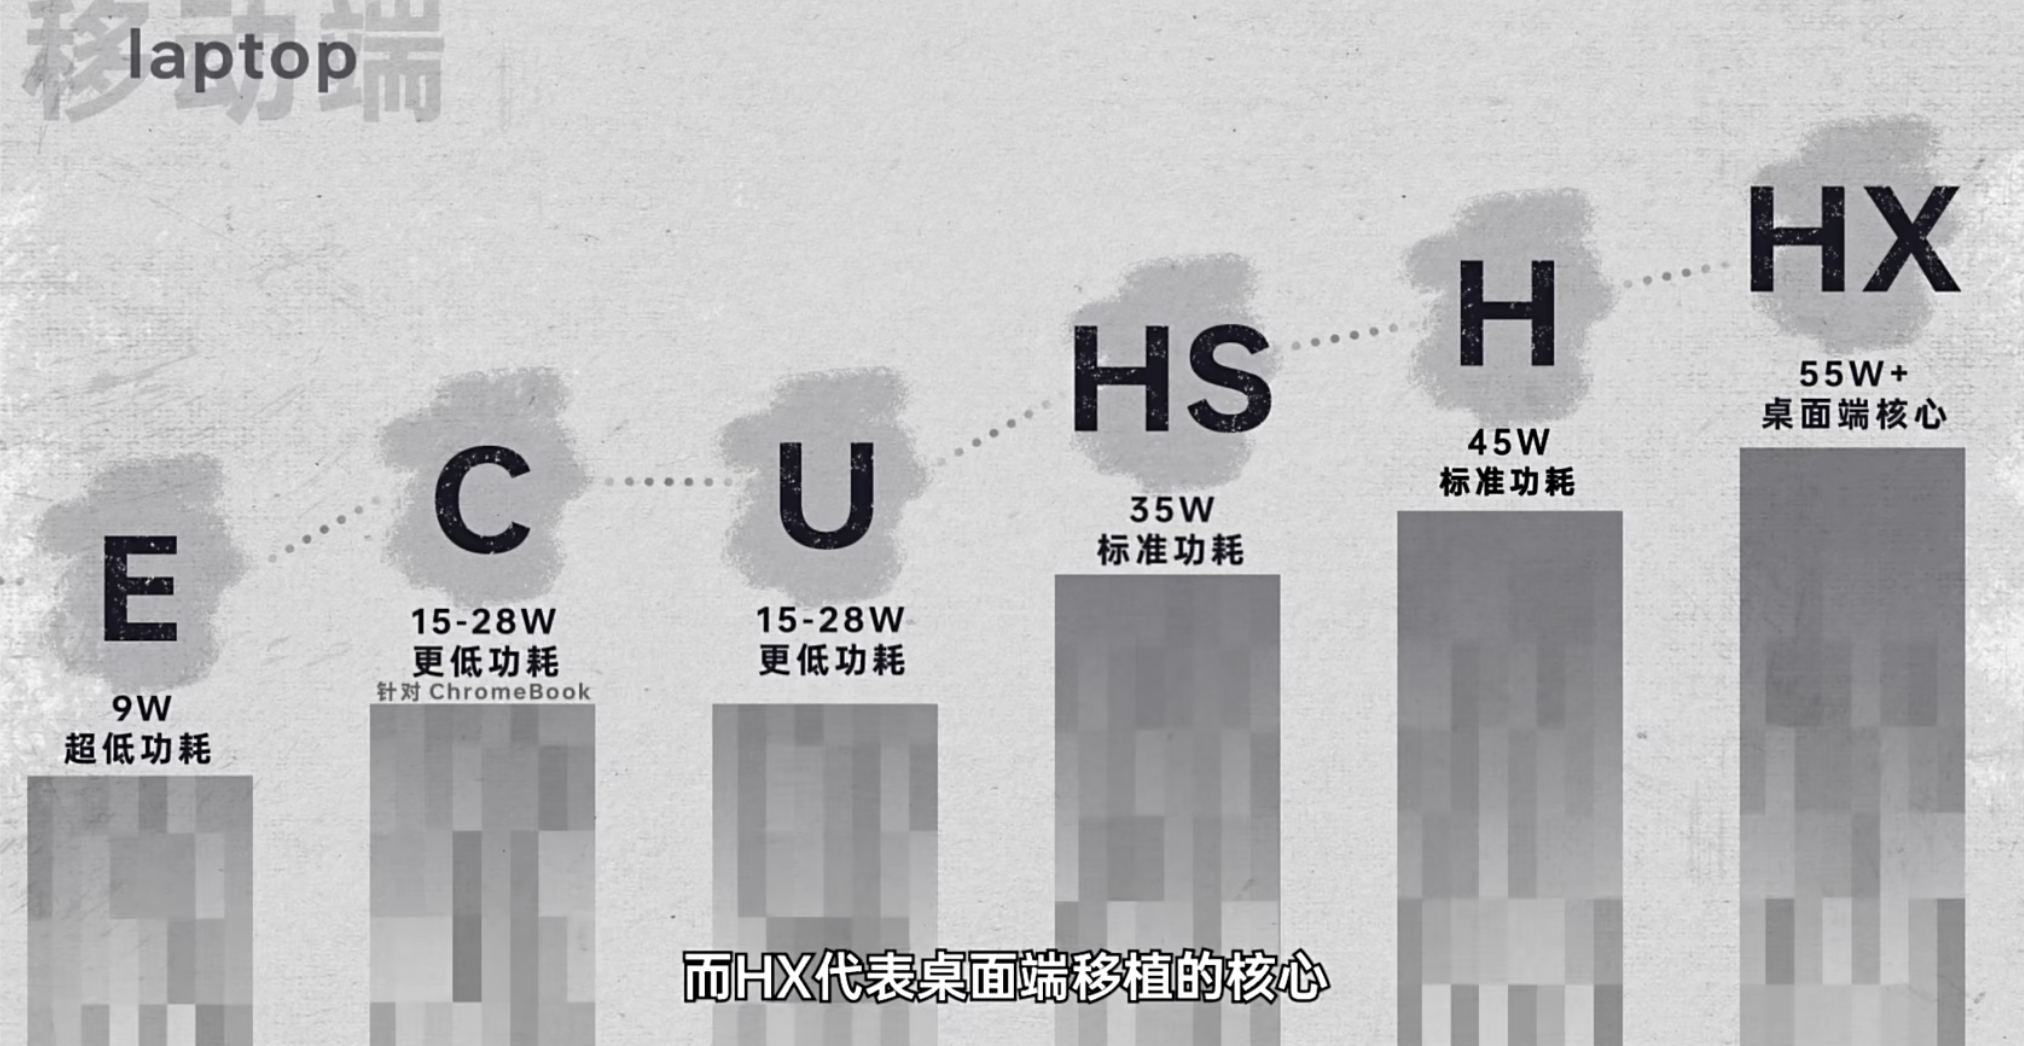 移动端
laptop
E
9W
超低功耗
C
15-28W
更低功耗
针对 ChromeBook
U
15-28W
更低功耗
HS
35W
标准功耗
H
45W
标准功耗
HX
55W+
桌面端核心
而HX代表桌面端移植的核心